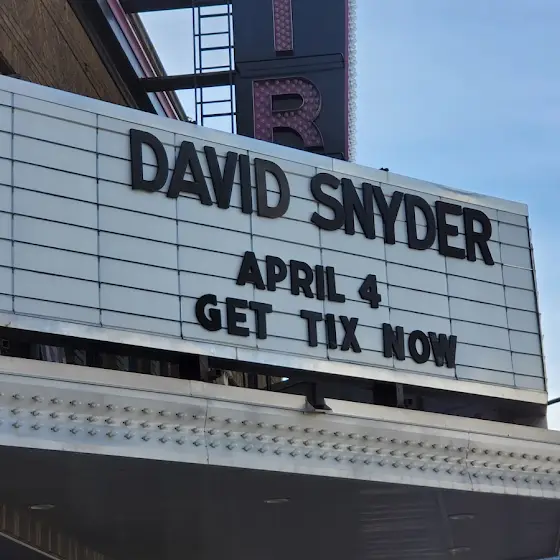 T
R
DAVID SNYDER
APRIL 4
GET TIX NOW